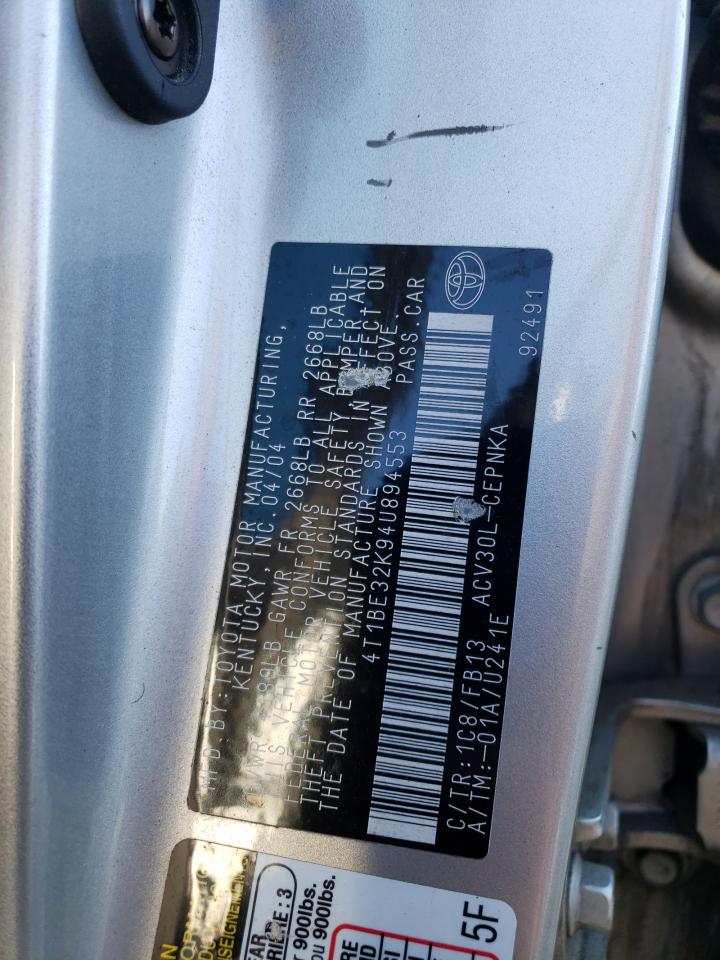 MFD.BY:TOYOTA MOTOR MANUFACTURING,
KENTUCKY,INC. 04/04
GAWR FR 2668LB RR 2668LB
THIS VEHICLE CONFORMS TO ALL APPLICABLE
FEDERAL MOTOR VEHICLE SAFETY, BUMPER AND
THEFT PREVENTION STANDARDS IN EFFECT ON
THE DATE OF MANUFACTURE SHOWN ABOVE.
4T1BE32K94U894553 PASS.CAR
C/TR:1C8/FB13 ACV30L-CEPNKA
A/TM:-01A/U241E 92491
3
900lbs.
ou 900lbs.
5F